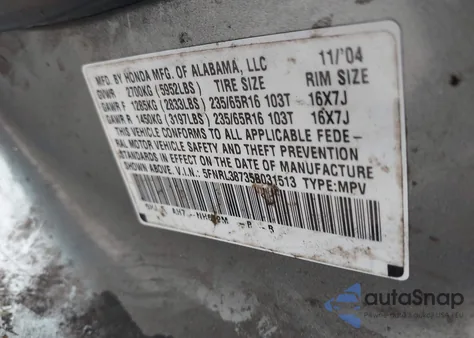 MFD. BY HONDA MFG. OF ALABAMA, LLC 11/'04
GVWR 2700KG (5952LBS) TIRE SIZE RIM SIZE
GAWR F 1285KG (2833LBS) 235/65R16 103T 16X7J
GAWR R 1450KG (3197LBS) 235/65R16 103T 16X7J
THIS VEHICLE CONFORMS TO ALL APPLICABLE FEDE-
RAL MOTOR VEHICLE SAFETY AND THEFT PREVENTION
STANDARDS IN EFFECT ON THE DATE OF MANUFACTURE
SHOWN ABOVE. V.I.N.: 5FNRL38735B031513 TYPE:MPV
SHJ AH7 B B
autoSnap